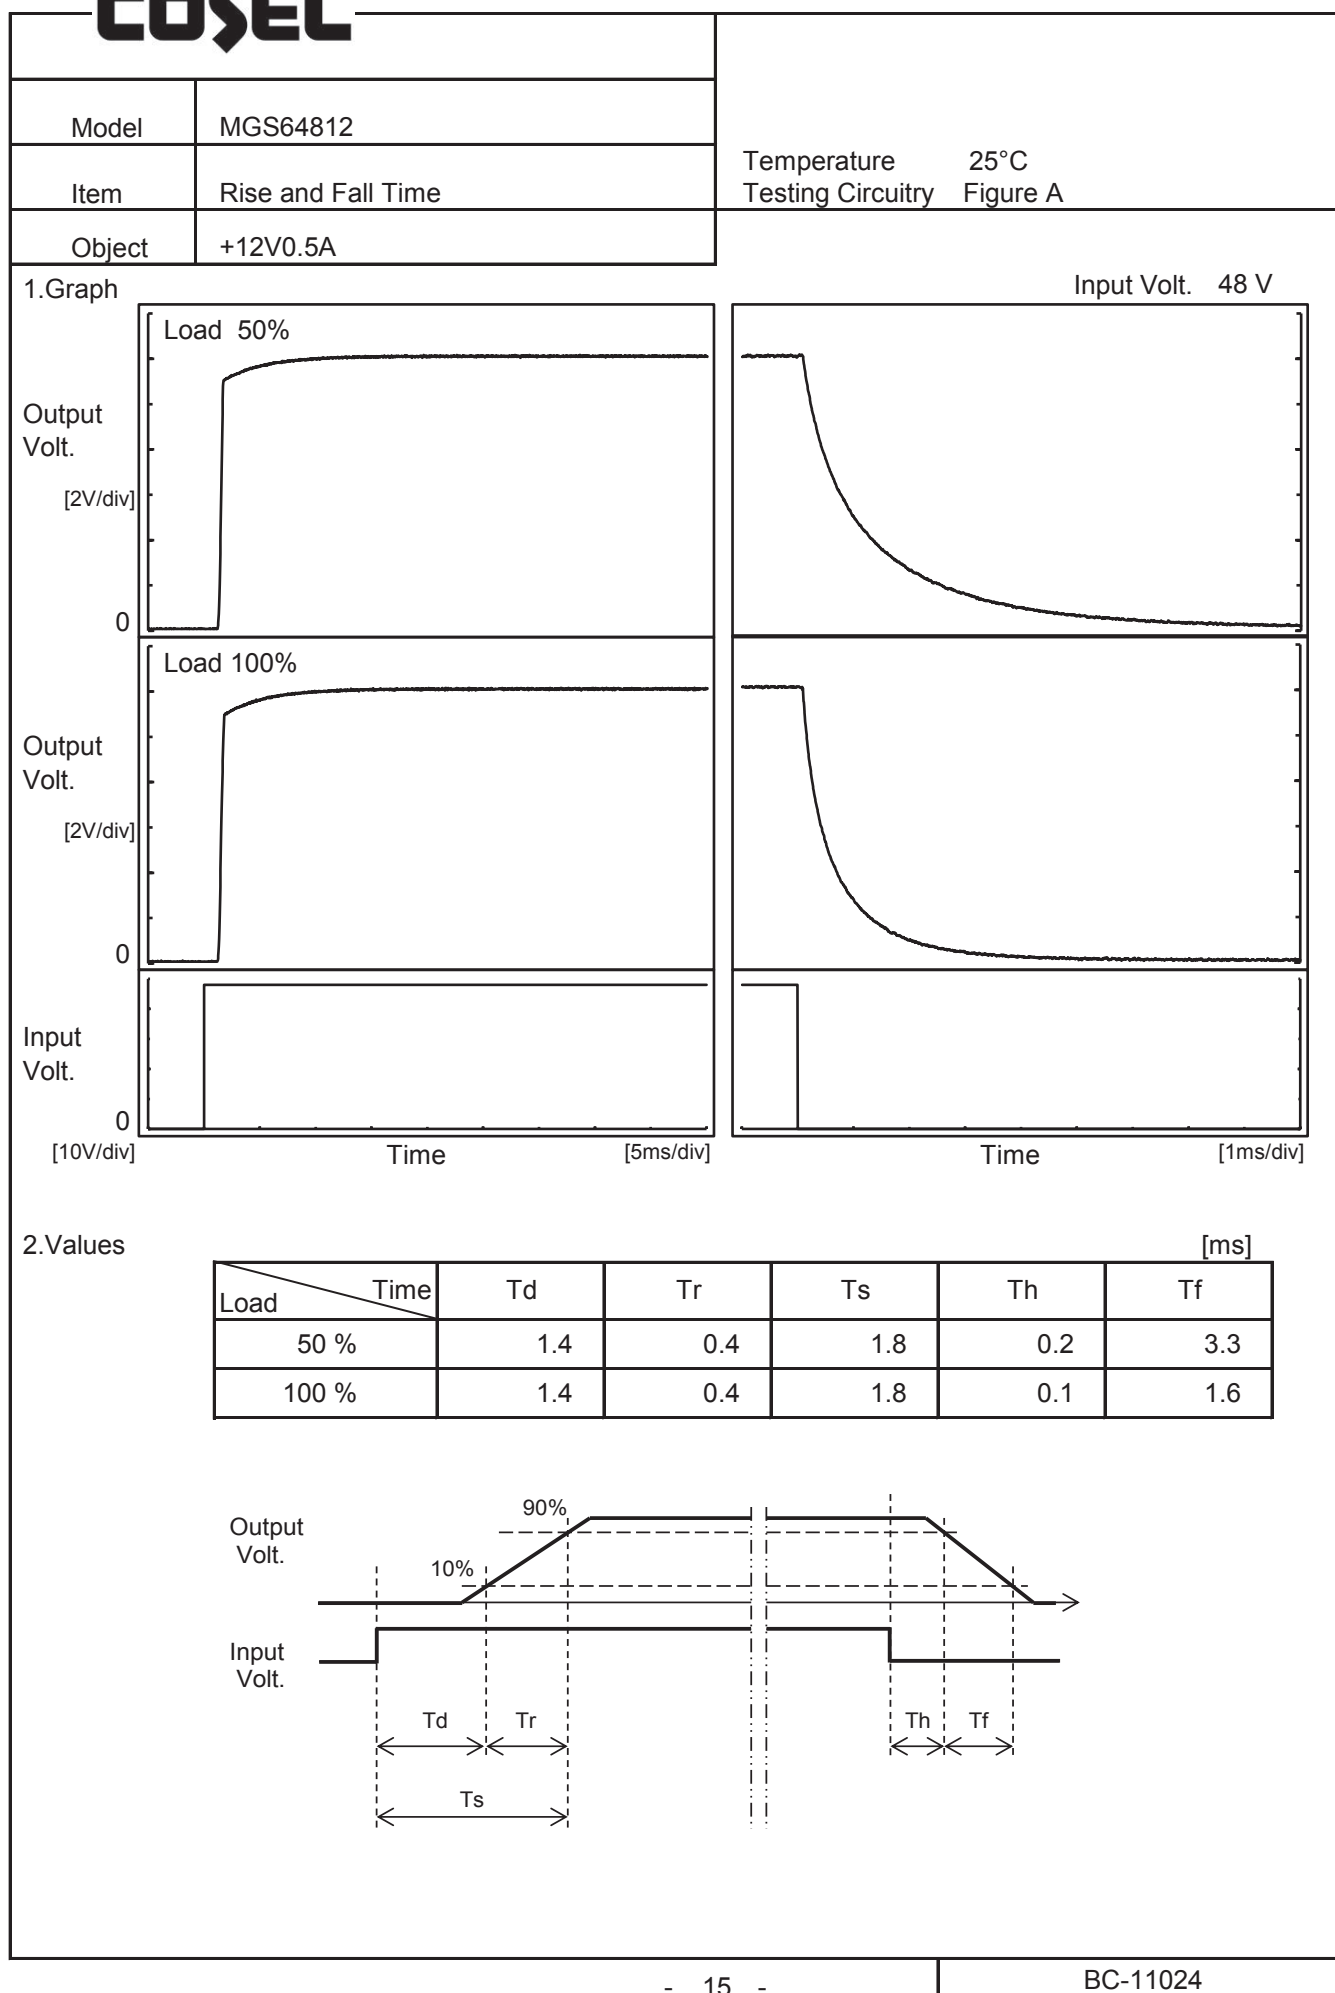 COSEL
Model MGS64812
Item Rise and Fall Time
Temperature 25°C
Testing Circuitry Figure A
Object +12V0.5A
1.Graph
Input Volt. 48 V
Load 50%
Output
Volt.
[2V/div]
0
Load 100%
Output
Volt.
[2V/div]
0
Input
Volt.
0
[10V/div] Time [5ms/div] Time [1ms/div]
2.Values [ms]
Time Td Tr Ts Th Tf
Load
50 % 1.4 0.4 1.8 0.2 3.3
100 % 1.4 0.4 1.8 0.1 1.6
90%
Output
Volt.
10%
Input
Volt.
Td Tr Th Tf
Ts
- 15 -
BC-11024